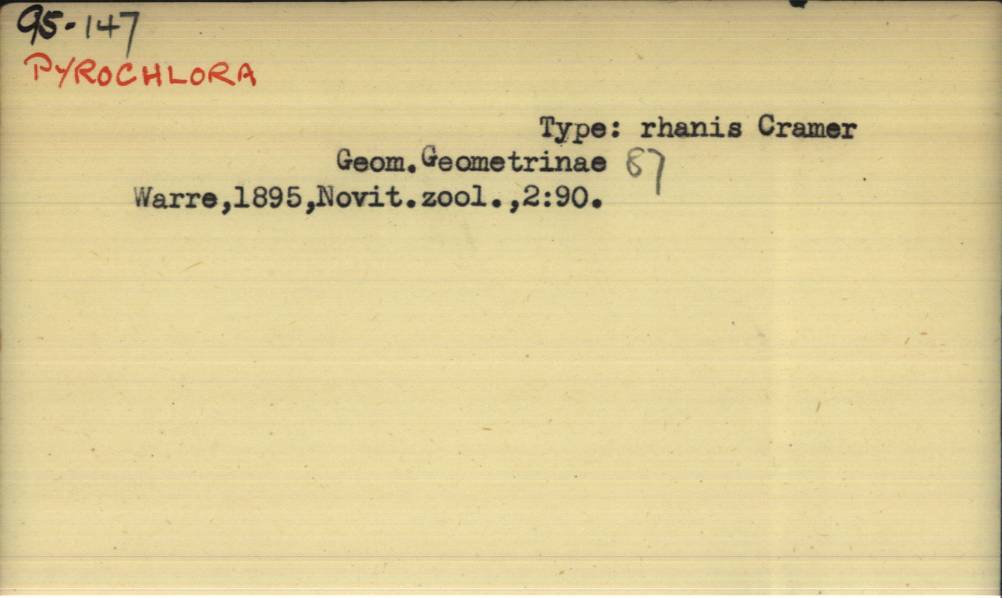 95-147
PYROCHLORA
Type: rhanis Cramer
Geom.Geometrinae 87
Warre,1895,Novit.zool.,2:90.